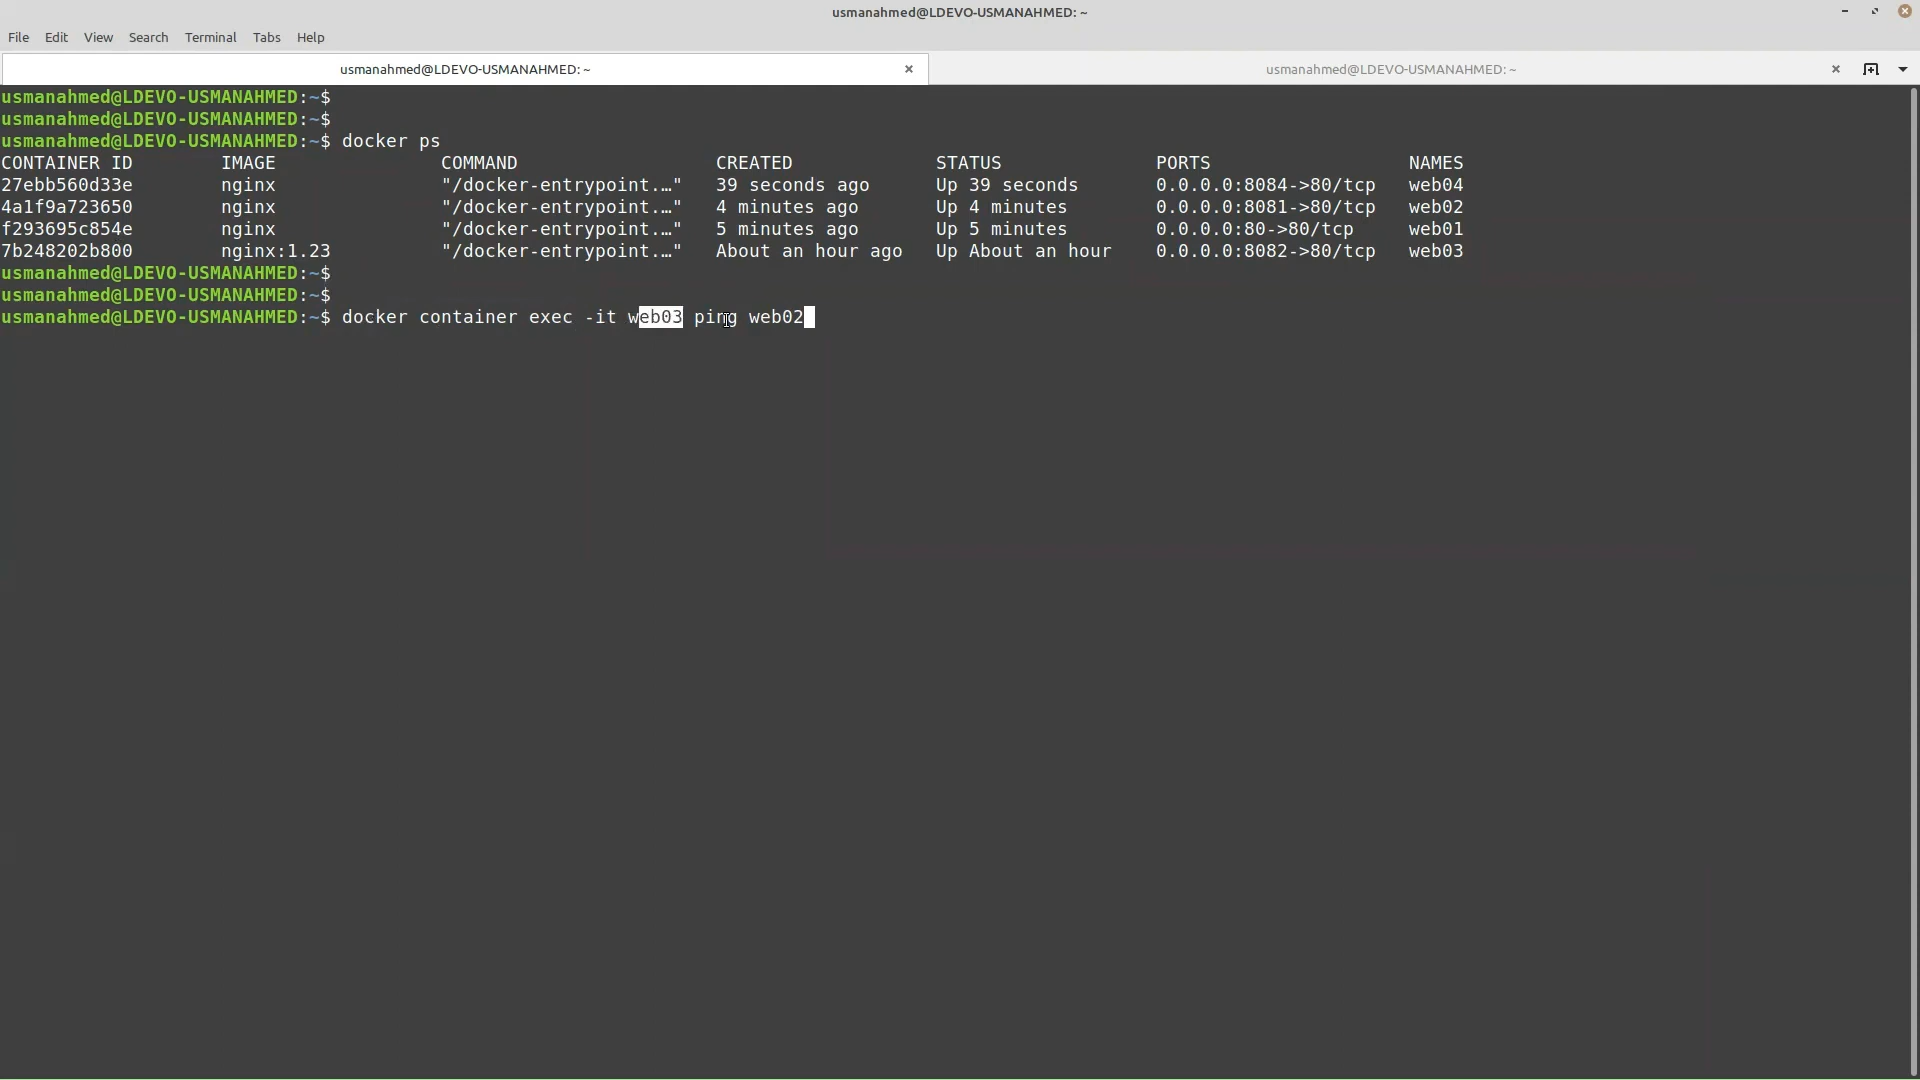 usmanahmed@LDEVO-USMANAHMED: ~
File Edit View Search Terminal Tabs Help
usmanahmed@LDEVO-USMANAHMED: ~ usmanahmed@LDEVO-USMANAHMED: ~
usmanahmed@LDEVO-USMANAHMED:~$
usmanahmed@LDEVO-USMANAHMED:~$
usmanahmed@LDEVO-USMANAHMED:~$ docker ps
CONTAINER ID IMAGE COMMAND CREATED STATUS PORTS NAMES
27ebb560d33e nginx "/docker-entrypoint.…" 39 seconds ago Up 39 seconds 0.0.0.0:8084->80/tcp web04
4a1f9a723650 nginx "/docker-entrypoint.…" 4 minutes ago Up 4 minutes 0.0.0.0:8081->80/tcp web02
f293695c854e nginx "/docker-entrypoint.…" 5 minutes ago Up 5 minutes 0.0.0.0:80->80/tcp web01
7b248202b800 nginx:1.23 "/docker-entrypoint.…" About an hour ago Up About an hour 0.0.0.0:8082->80/tcp web03
usmanahmed@LDEVO-USMANAHMED:~$
usmanahmed@LDEVO-USMANAHMED:~$
usmanahmed@LDEVO-USMANAHMED:~$ docker container exec -it web03 ping web02